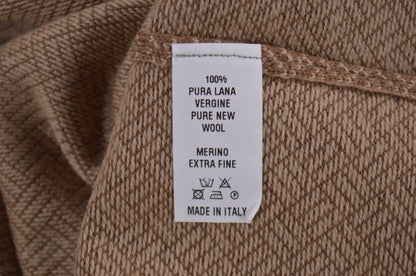 100%
PURA LANA
VERGINE
PURE NEW
WOOL
MERINO
EXTRA FINE
MADE IN ITALY